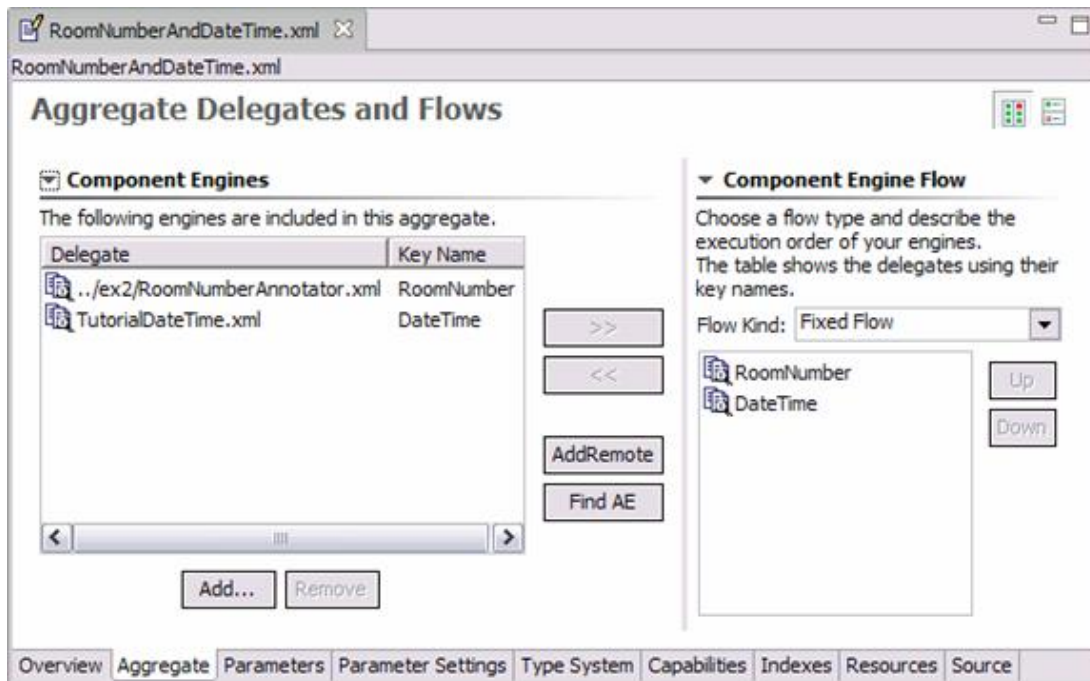 RoomNumberAndDateTime.xml
RoomNumberAndDateTime.xml
Aggregate Delegates and Flows
Component Engines
The following engines are included in this aggregate.
Delegate Key Name
../ex2/RoomNumberAnnotator.xml RoomNumber
TutorialDateTime.xml DateTime
>>
<<
AddRemote
Find AE
Add... Remove
Component Engine Flow
Choose a flow type and describe the
execution order of your engines.
The table shows the delegates using their
key names.
Flow Kind: Fixed Flow
RoomNumber
DateTime
Up
Down
Overview Aggregate Parameters Parameter Settings Type System Capabilities Indexes Resources Source